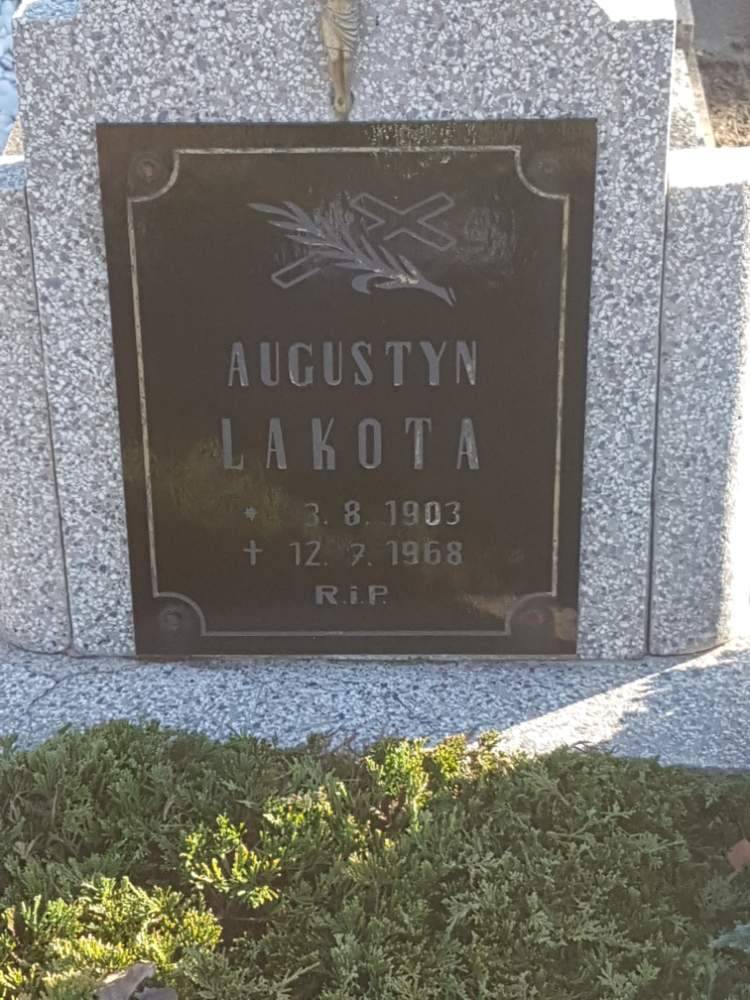 AUGUSTYN
LAKOTA
* 3. 8. 1903
† 12. 7. 1968
R.i.P.